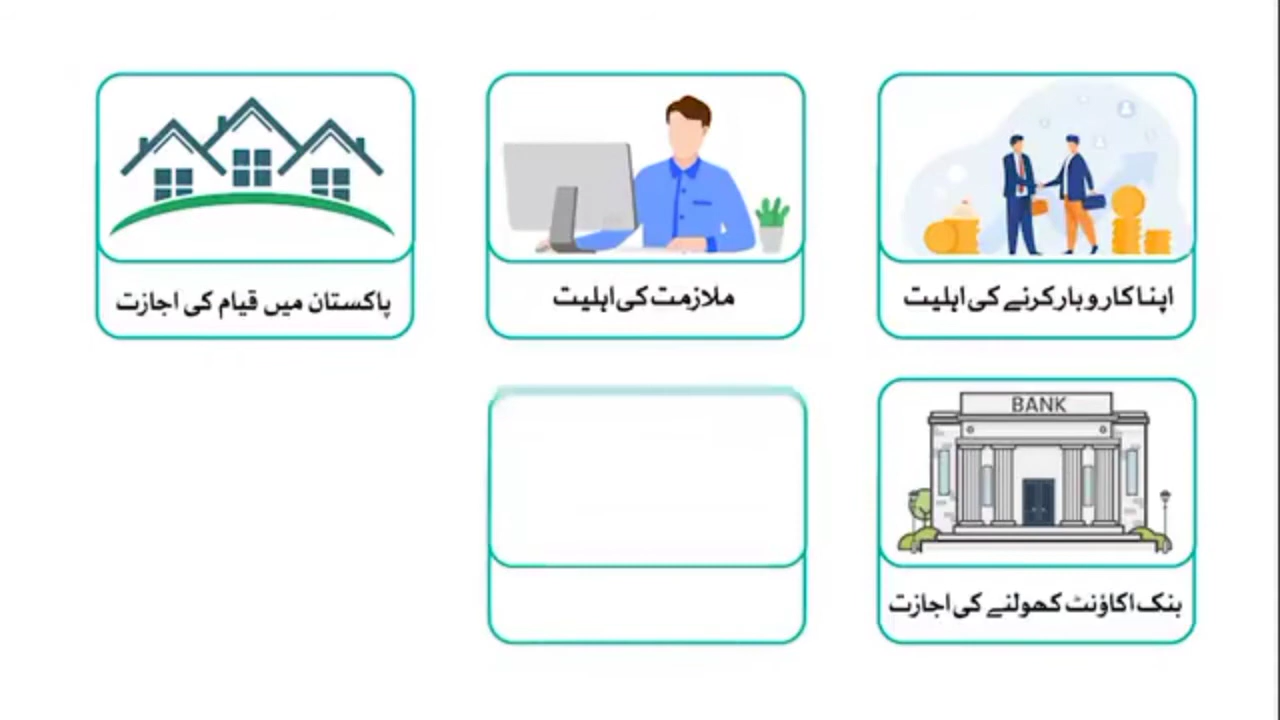 اپنا کاروبار کرنے کی اہلیت
ملازمت کی اہلیت
پاکستان میں قیام کی اجازت
BANK
بنک اکاؤنٹ کھولنے کی اجازت